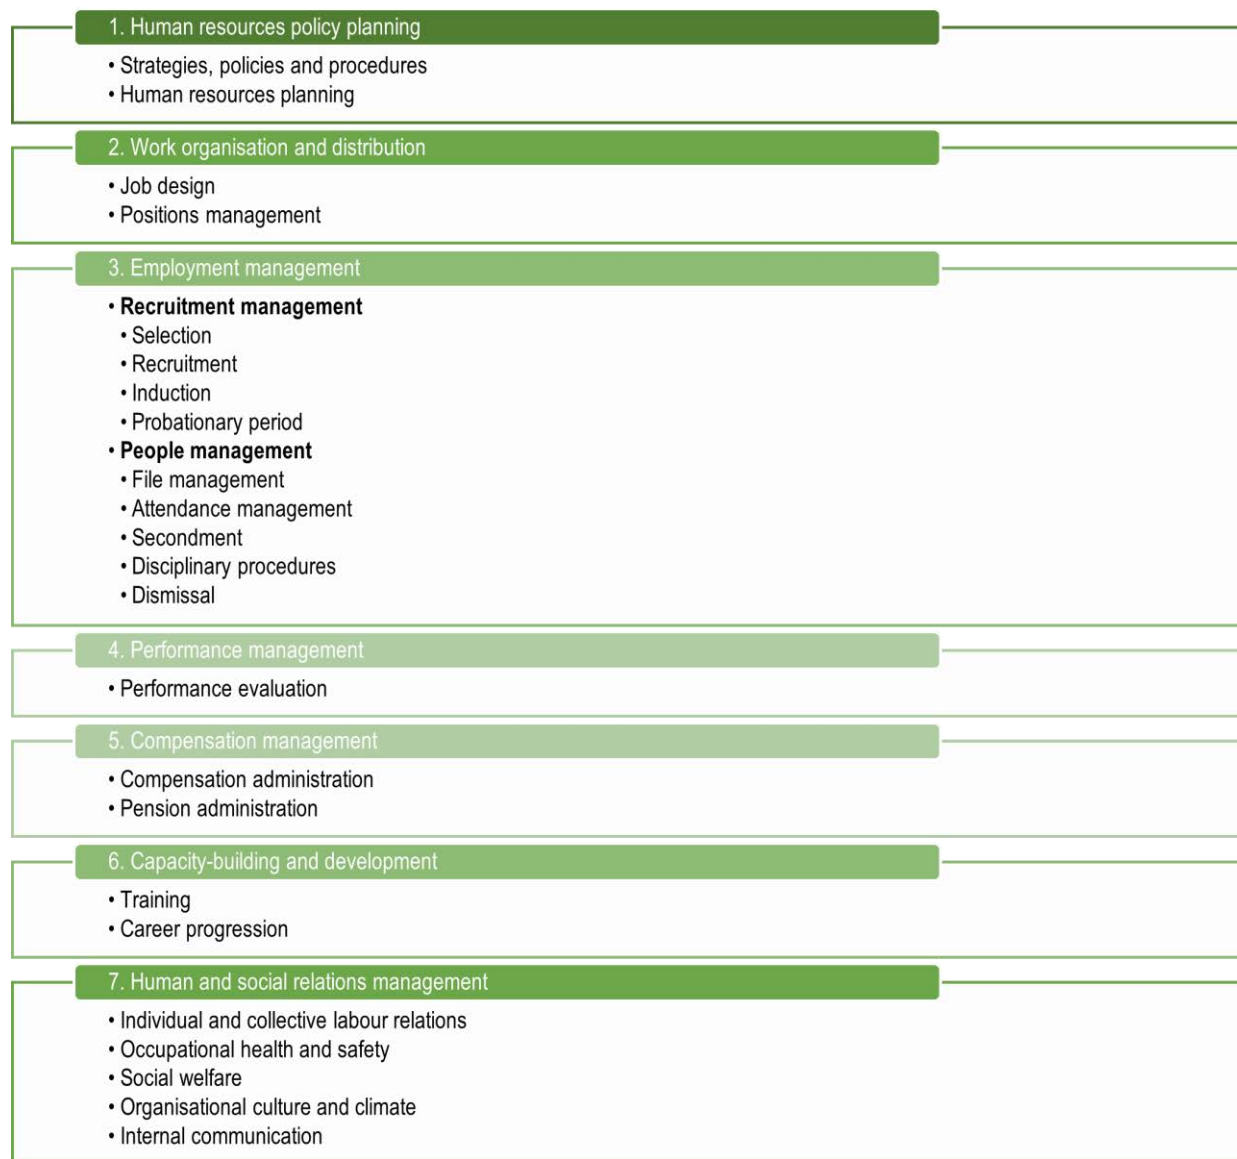 1. Human resources policy planning
• Strategies, policies and procedures
• Human resources planning
2. Work organisation and distribution
• Job design
• Positions management
3. Employment management
• Recruitment management
• Selection
• Recruitment
• Induction
• Probationary period
• People management
• File management
• Attendance management
• Secondment
• Disciplinary procedures
• Dismissal
4. Performance management
• Performance evaluation
5. Compensation management
• Compensation administration
• Pension administration
6. Capacity-building and development
• Training
• Career progression
7. Human and social relations management
• Individual and collective labour relations
• Occupational health and safety
• Social welfare
• Organisational culture and climate
• Internal communication